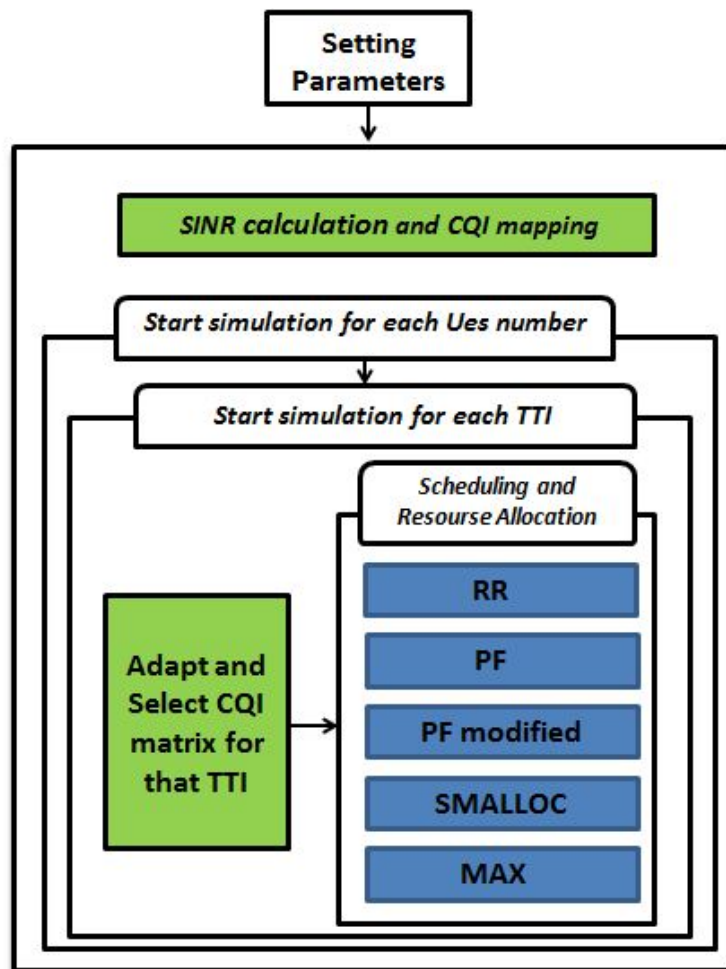 Setting
Parameters
SINR calculation and CQI mapping
Start simulation for each Ues number
Start simulation for each TTI
Scheduling and
Resourse Allocation
RR
PF
PF modified
SMALLOC
MAX
Adapt and
Select CQI
matrix for
that TTI